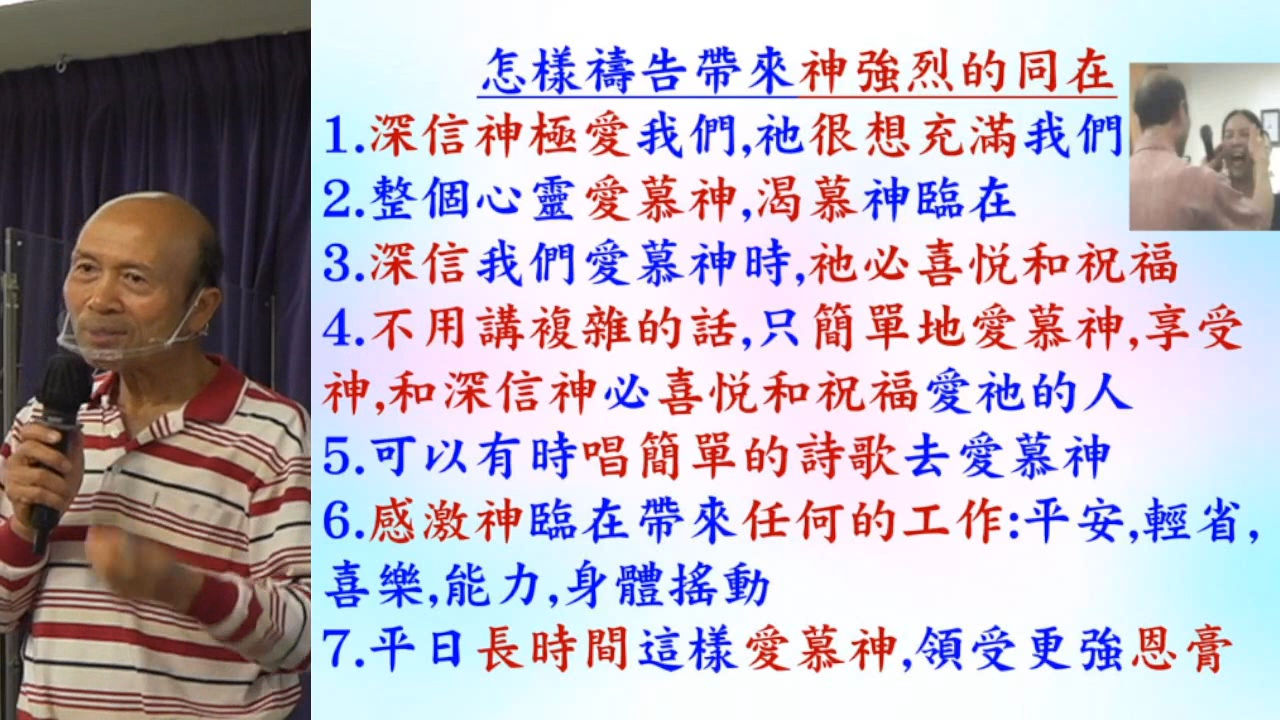 怎樣禱告帶來神強烈的同在
1.深信神極愛我們,祂很想充滿我們
2.整個心靈愛慕神,渴慕神臨在
3.深信我們愛慕神時,祂必喜悅和祝福
4.不用講複雜的話,只簡單地愛慕神,享受
神,和深信神必喜悅和祝福愛祂的人
5.可以有時唱簡單的詩歌去愛慕神
6.感激神臨在帶來任何的工作:平安,輕省,
喜樂,能力,身體搖動
7.平日長時間這樣愛慕神,領受更強恩膏